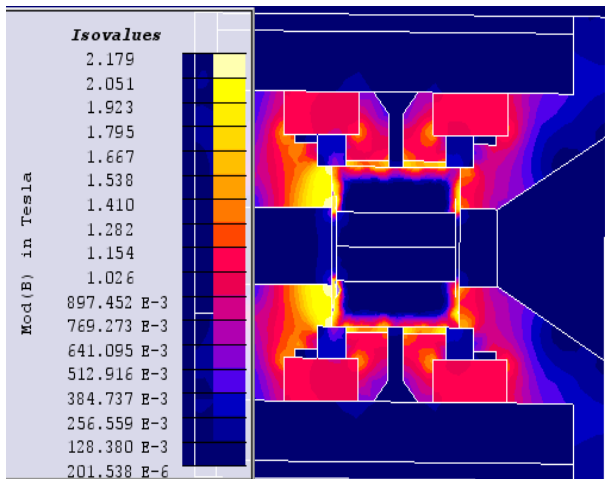 Isovalues
2.179
2.051
1.923
1.795
1.667
1.538
1.410
1.282
1.154
1.026
897.452 E-3
769.273 E-3
641.095 E-3
512.916 E-3
384.737 E-3
256.559 E-3
128.380 E-3
201.538 E-6
Mod(B) in Tesla